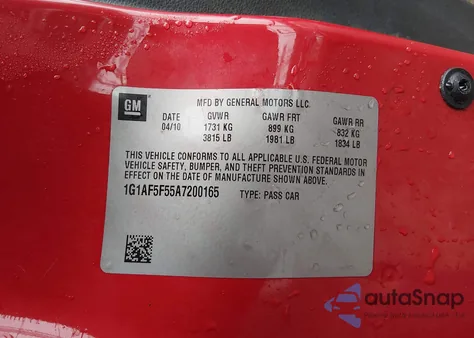 GM
MFD BY GENERAL MOTORS LLC.
DATE GVWR GAWR FRT GAWR RR
04/10 1731 KG 899 KG 832 KG
3815 LB 1981 LB 1834 LB
THIS VEHICLE CONFORMS TO ALL APPLICABLE U.S. FEDERAL MOTOR
VEHICLE SAFETY, BUMPER, AND THEFT PREVENTION STANDARDS IN
EFFECT ON THE DATE OF MANUFACTURE SHOWN ABOVE.
1G1AF5F55A7200165 TYPE: PASS CAR
autoSnap